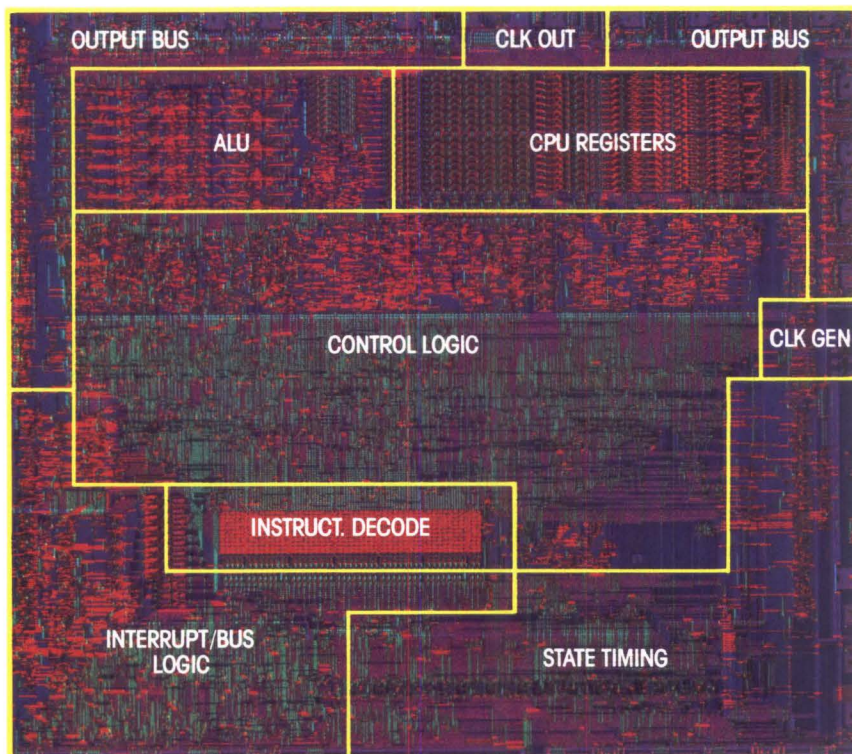 OUTPUT BUS
CLK OUT
OUTPUT BUS
ALU
CPU REGISTERS
CONTROL LOGIC
CLK GEN
INSTRUCT. DECODE
INTERRUPT/BUS
LOGIC
STATE TIMING